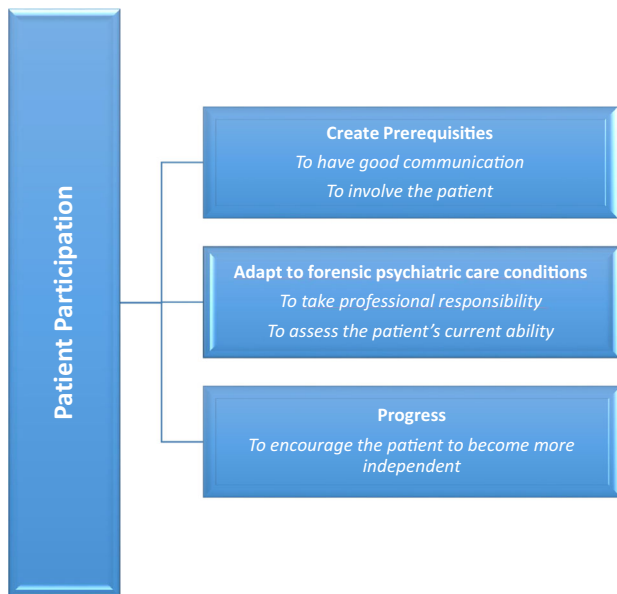 Patient Participation
Create Prerequisities
To have good communication
To involve the patient
Adapt to forensic psychiatric care conditions
To take professional responsibility
To assess the patient’s current ability
Progress
To encourage the patient to become more
independent